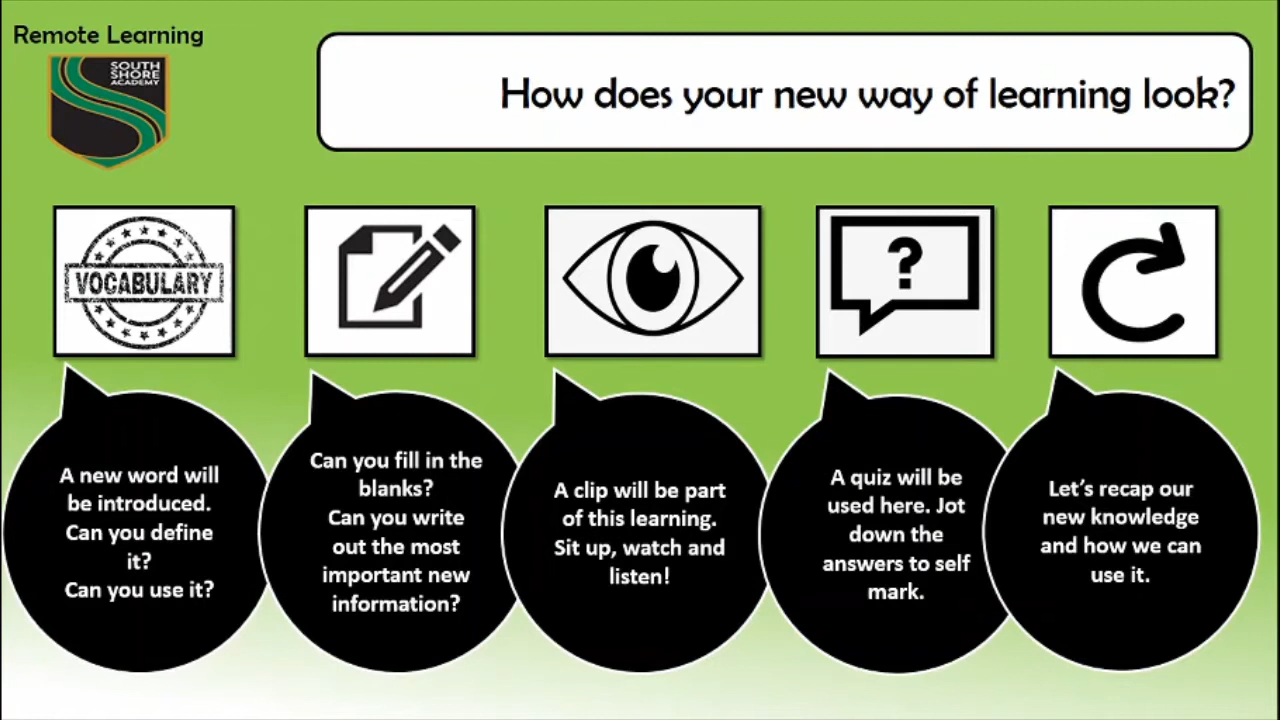 Remote Learning
SOUTH
SHORE
ACADEMY
How does your new way of learning look?
VOCABULARY
?
A new word will
be introduced.
Can you define
it?
Can you use it?
Can you fill in the
blanks?
Can you write
out the most
important new
information?
A clip will be part
of this learning.
Sit up, watch and
listen!
A quiz will be
used here. Jot
down the
answers to self
mark.
Let’s recap our
new knowledge
and how we can
use it.